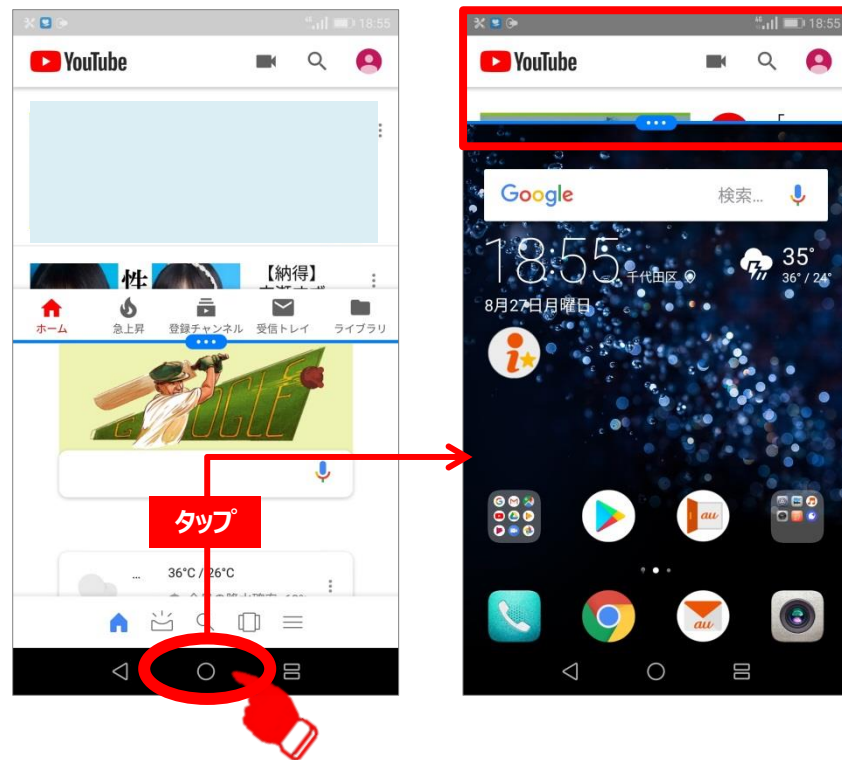 18:55
YouTube
性
【納得】
ホーム
急上昇
登録チャンネル
受信トレイ
ライブラリ
GOOGLE
タップ
...
36°C / 26°C
18:55
YouTube
「
Google
検索...
18:55
千代田区
35°
36° / 24°
8月27日月曜日
i
au
au